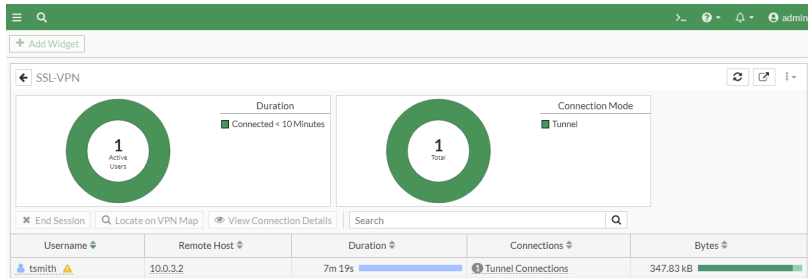 >_ admin
Add Widget
SSL-VPN
Duration
Connected < 10 Minutes
1
Active
Users
Connection Mode
Tunnel
1
Total
End Session Locate on VPN Map View Connection Details Search
Username Remote Host Duration Connections Bytes
tsmith 10.0.3.2 7m 19s 1 Tunnel Connections 347.83 kB